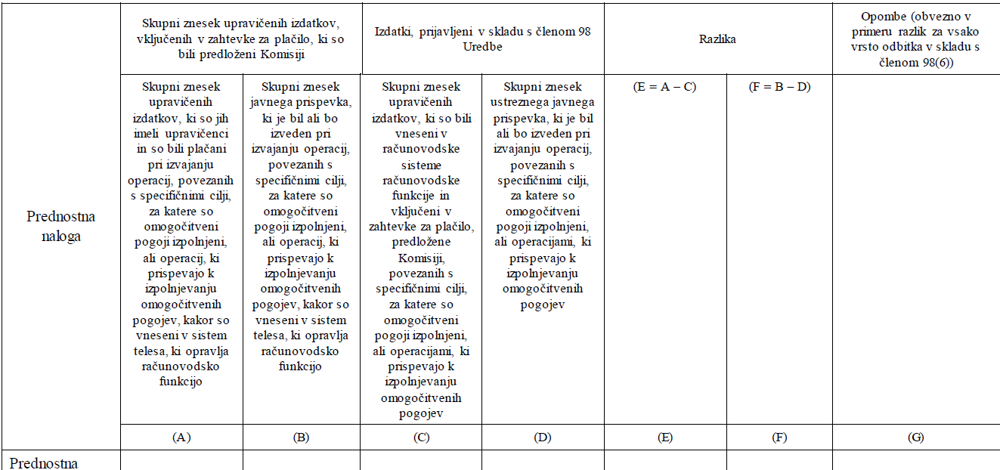 Prednostna
naloga
Skupni znesek upravičenih izdatkov,
vključenih v zahtevke za plačilo, ki so
bili predloženi Komisiji
Izdatki, prijavljeni v skladu s členom 98
Uredbe
Razlika
Opombe (obvezno v
primeru razlik za vsako
vrsto odbitka v skladu s
členom 98(6))
Skupni znesek
upravičenih
izdatkov, ki so jih
imeli upravičenci
in so bili plačani
pri izvajanju
operacij, povezanih
s specifičnimi cilji,
za katere so
omogočitveni
pogoji izpolnjeni,
ali operacij, ki
prispevajo k
izpolnjevanju
omogočitvenih
pogojev, kakor so
vneseni v sistem
telesa, ki opravlja
računovodsko
funkcijo
Skupni znesek
javnega prispevka,
ki je bil ali bo
izveden pri
izvajanju operacij,
povezanih s
specifičnimi cilji,
za katere so
omogočitveni
pogoji izpolnjeni,
ali operacij, ki
prispevajo k
izpolnjevanju
omogočitvenih
pogojev, kakor so
vneseni v sistem
telesa, ki opravlja
računovodsko
funkcijo
Skupni znesek
upravičenih
izdatkov, ki so bili
vneseni v
računovodske
sisteme
računovodske
funkcije in
vključeni v
zahtevke za plačilo,
predložene
Komisiji,
povezanih s
specifičnimi cilji,
za katere so
omogočitveni
pogoji izpolnjeni,
ali operacijami, ki
prispevajo k
izpolnjevanju
omogočitvenih
pogojev
Skupni znesek
ustreznega javnega
prispevka, ki je bil
ali bo izveden pri
izvajanju operacij,
povezanih s
specifičnimi cilji,
za katere so
omogočitveni
pogoji izpolnjeni,
ali operacijami, ki
prispevajo k
izpolnjevanju
omogočitvenih
pogojev
(E = A – C)
(F = B – D)
(A)
(B)
(C)
(D)
(E)
(F)
(G)
Prednostna